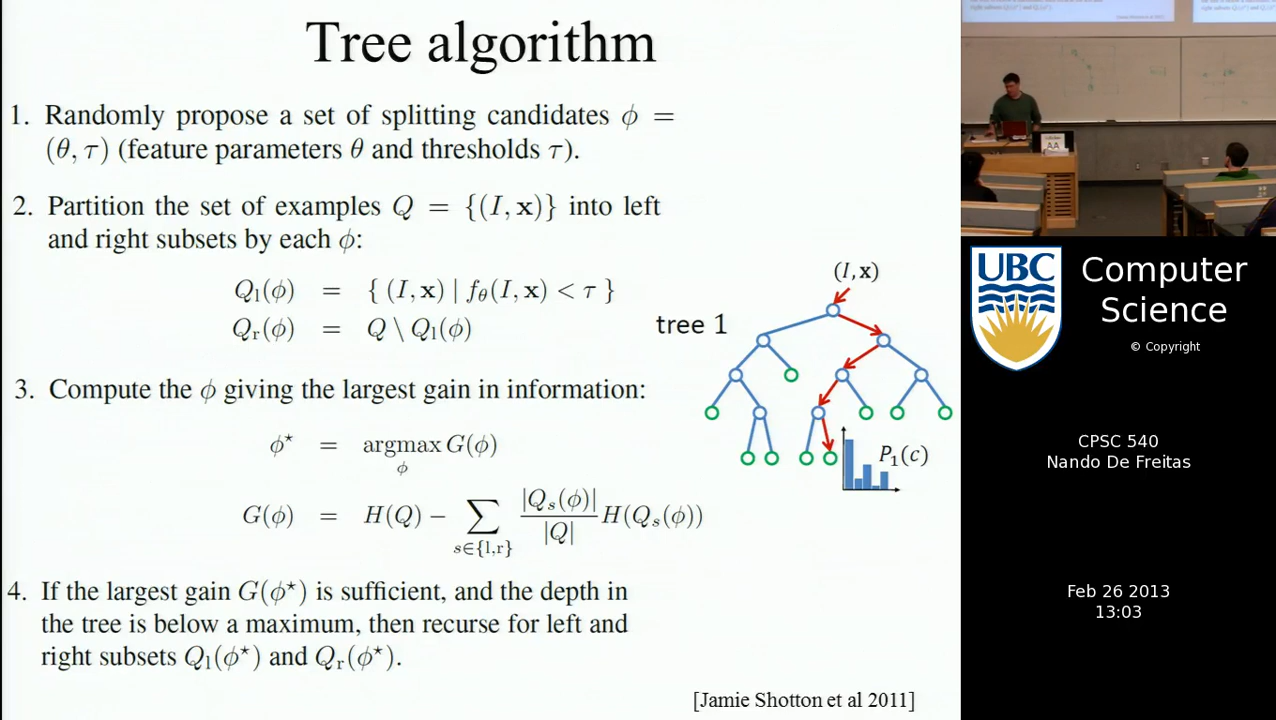 Tree algorithm
1. Randomly propose a set of splitting candidates ϕ =
(θ, τ) (feature parameters θ and thresholds τ).
2. Partition the set of examples Q = {(I, x)} into left
and right subsets by each ϕ:
Q_l(ϕ) = { (I, x) | f_θ(I, x) < τ }
Q_r(ϕ) = Q \ Q_l(ϕ)
3. Compute the ϕ giving the largest gain in information:
ϕ⋆ = argmax_ϕ G(ϕ)
G(ϕ) = H(Q) − ∑_{s∈{l,r}} |Q_s(ϕ)| / |Q| H(Q_s(ϕ))
4. If the largest gain G(ϕ⋆) is sufficient, and the depth in
the tree is below a maximum, then recurse for left and
right subsets Q_l(ϕ⋆) and Q_r(ϕ⋆).
(I, x)
tree 1
P₁(c)
[Jamie Shotton et al 2011]
UBC
Computer
Science
© Copyright
CPSC 540
Nando De Freitas
Feb 26 2013
13:03